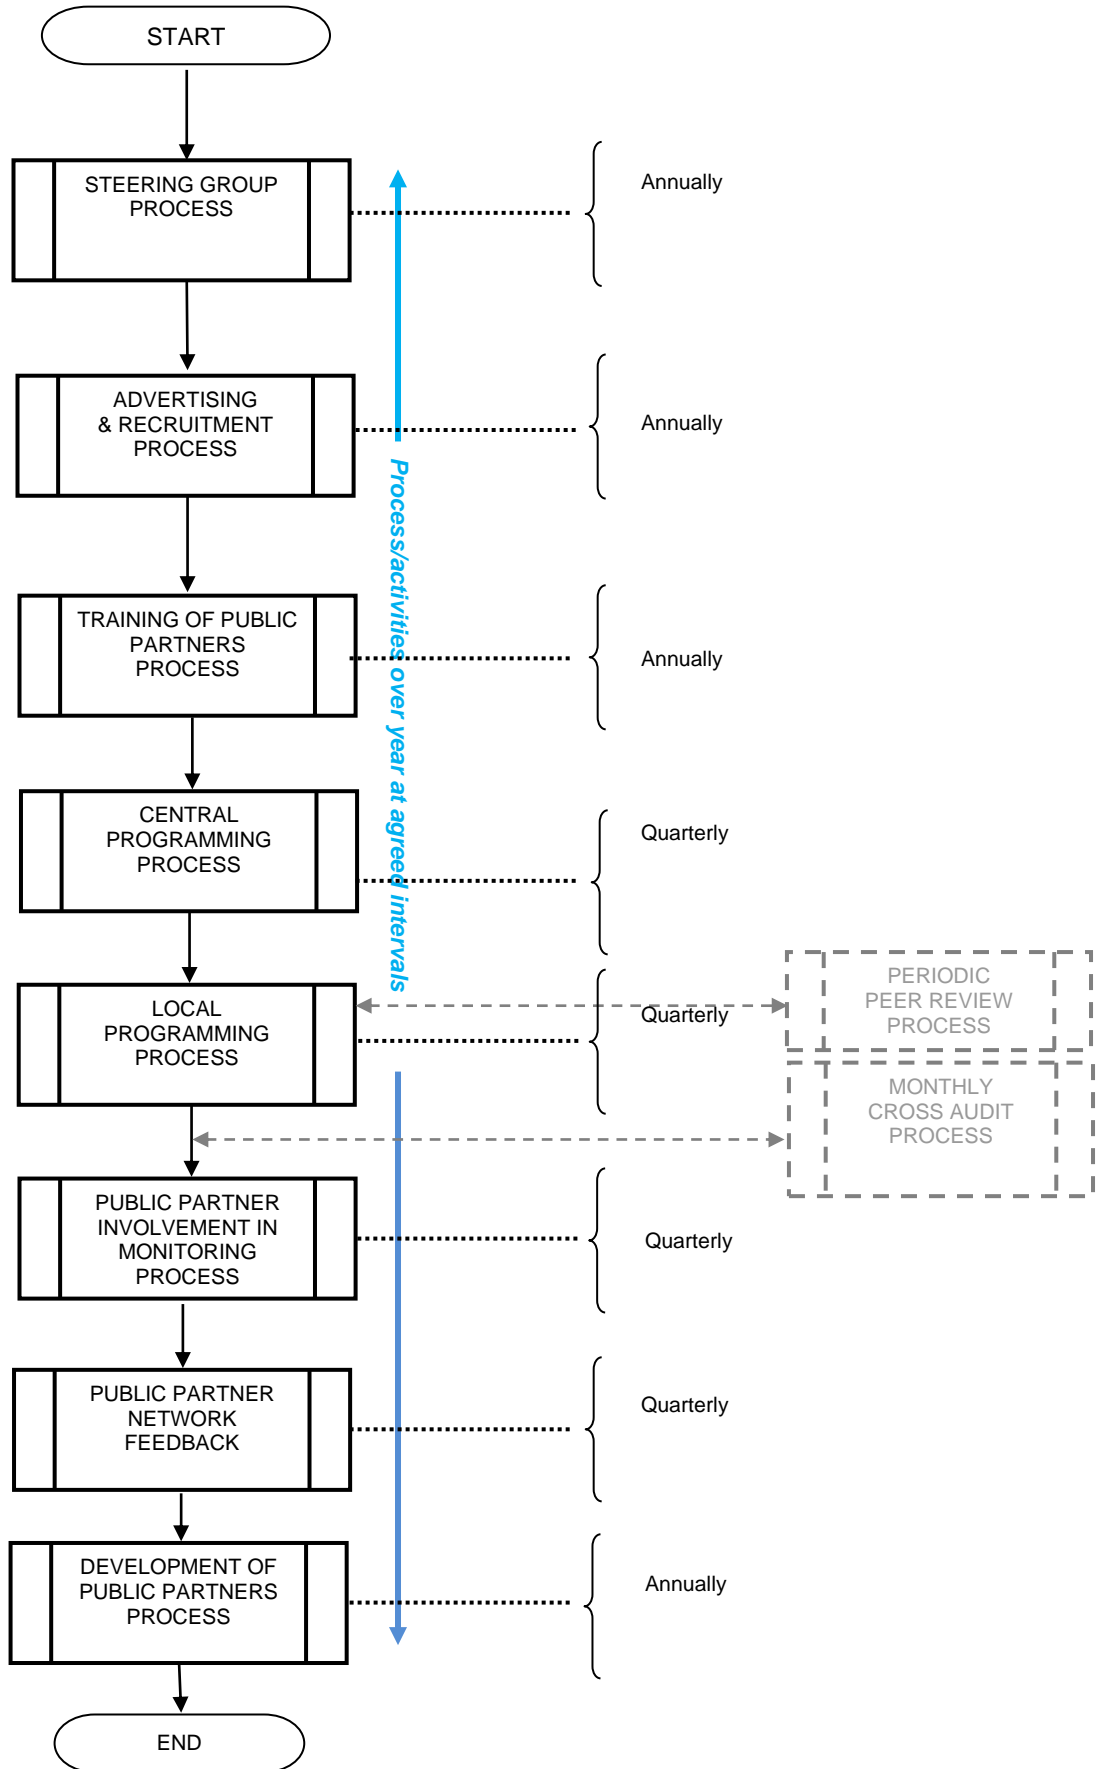 START
STEERING GROUP
PROCESS
Annually
ADVERTISING
& RECRUITMENT
PROCESS
Annually
Process/activities over year at agreed intervals
TRAINING OF PUBLIC
PARTNERS
PROCESS
Annually
CENTRAL
PROGRAMMING
PROCESS
Quarterly
LOCAL
PROGRAMMING
PROCESS
Quarterly
PERIODIC
PEER REVIEW
PROCESS
MONTHLY
CROSS AUDIT
PROCESS
PUBLIC PARTNER
INVOLVEMENT IN
MONITORING
PROCESS
Quarterly
PUBLIC PARTNER
NETWORK
FEEDBACK
Quarterly
DEVELOPMENT OF
PUBLIC PARTNERS
PROCESS
Annually
END